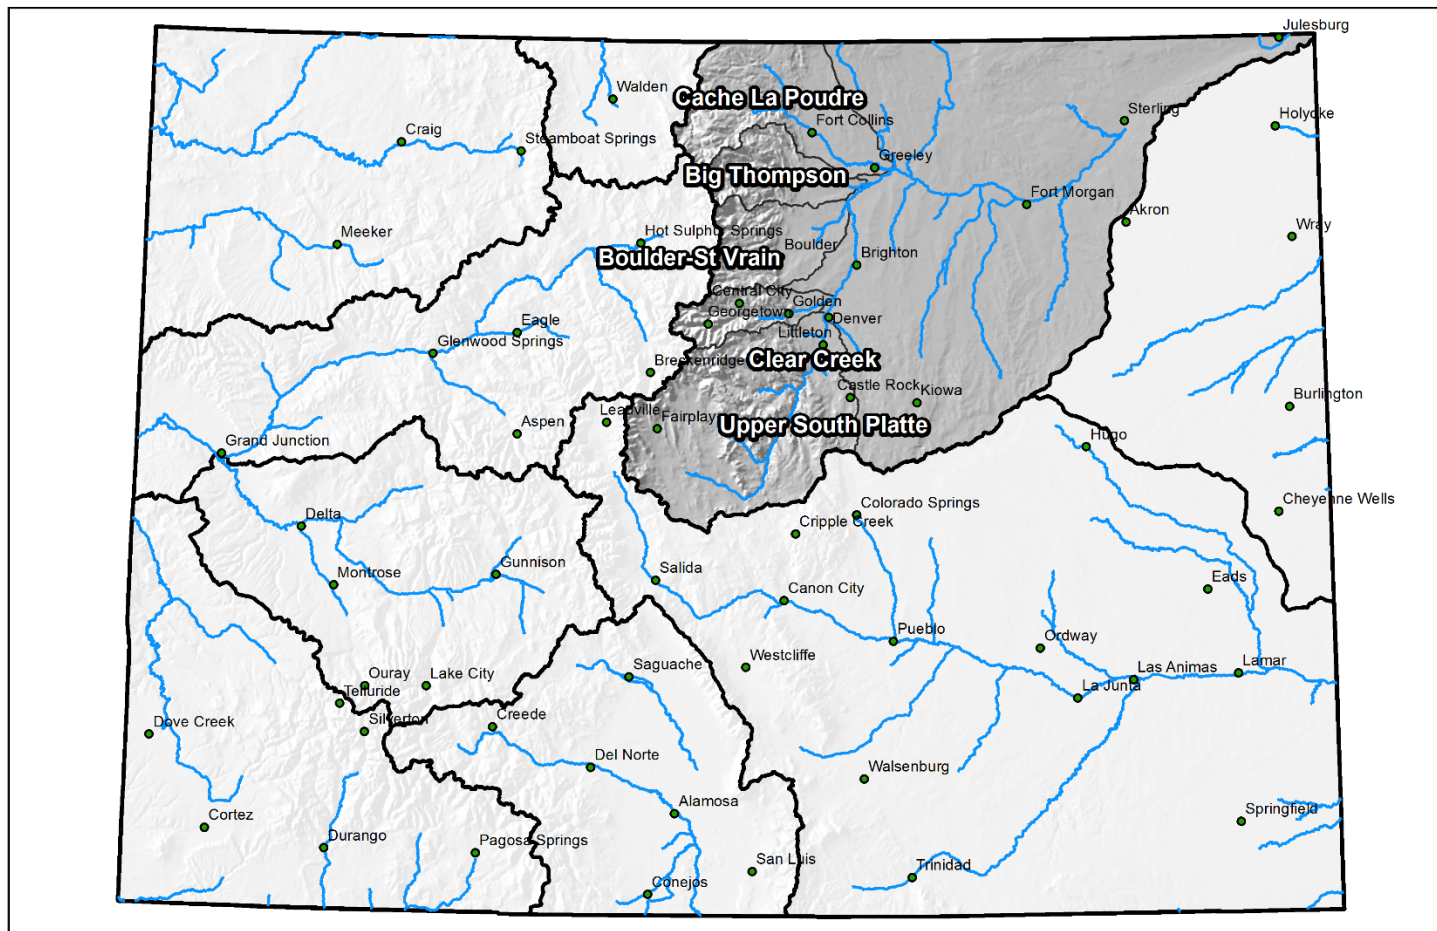 Julesburg
Walden
Cache La Poudre
Sterling
Holyoke
Craig
Fort Collins
Steamboat Springs
Greeley
Big Thompson
Fort Morgan
Akron
Meeker
Hot Sulphur Springs
Wray
Boulder
Boulder-St Vrain
Brighton
Central City
Golden
Georgetown
Eagle
Denver
Glenwood Springs
Littleton
Breckenridge
Clear Creek
Castle Rock
Kiowa
Burlington
Leadville
Aspen
Fairplay
Upper South Platte
Grand Junction
Hugo
Colorado Springs
Cheyenne Wells
Delta
Cripple Creek
Gunnison
Montrose
Salida
Canon City
Eads
Pueblo
Ordway
Westcliffe
Saguache
Las Animas
Lamar
Ouray
Lake City
La Junta
Telluride
Silverton
Creede
Dove Creek
Del Norte
Walsenburg
Alamosa
Springfield
Cortez
Durango
Pagosa Springs
San Luis
Trinidad
Conejos